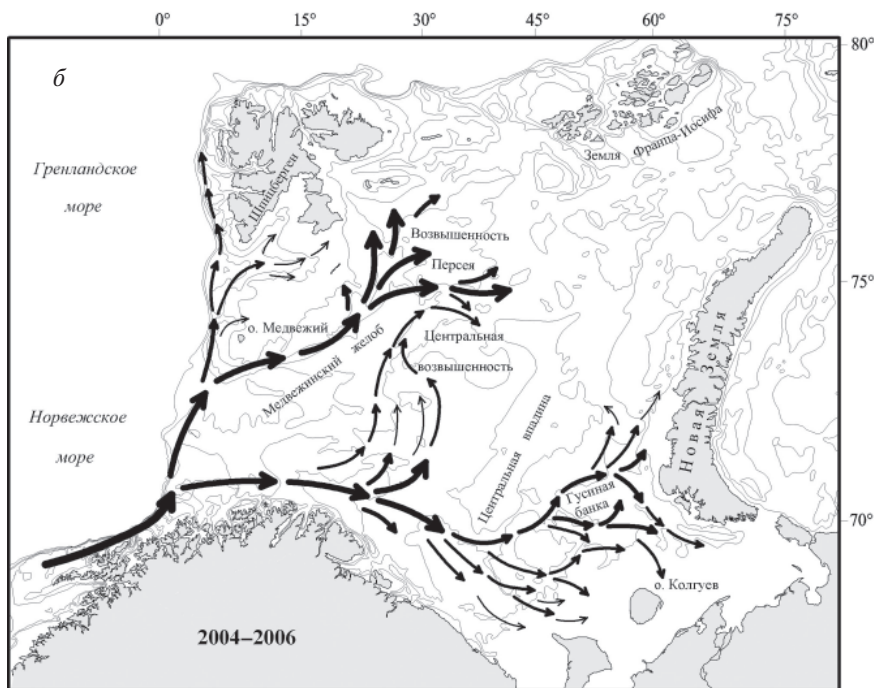 0° 15° 30° 45° 60° 75°
80°
б
Гренландское
море
Шпицберген
Земля Франца-Иосифа
Возвышенность
Персея
75°
о. Медвежий
Медвежинский желоб
Центральная
возвышенность
Новая Земля
Норвежское
море
Центральная впадина
Гусиная
банка
70°
о. Колгуев
2004–2006